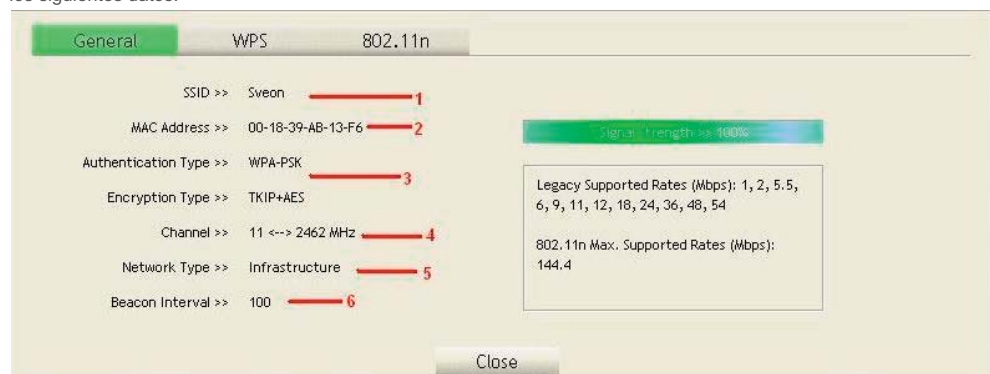 los siguientes datos:
General WPS 802.11n
SSID >> Sveon 1
MAC Address >> 00-18-39-AB-13-F6 2
Authentication Type >> WPA-PSK
3
Encryption Type >> TKIP+AES
Channel >> 11 <--> 2462 MHz 4
Network Type >> Infrastructure 5
Beacon Interval >> 100 6
Signal Strength >> 100%
Legacy Supported Rates (Mbps): 1, 2, 5.5,
6, 9, 11, 12, 18, 24, 36, 48, 54
802.11n Max. Supported Rates (Mbps):
144.4
Close